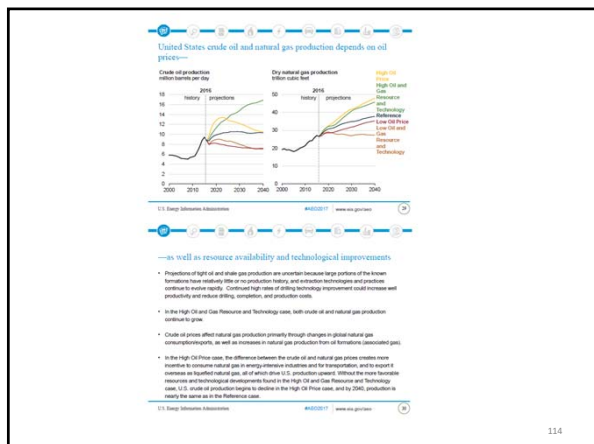 United States crude oil and natural gas production depends on oil
prices—
Crude oil production
million barrels per day
2016
history projections
18
16
14
12
10
8
6
4
2
0
2000 2010 2020 2030 2040
Dry natural gas production
trillion cubic feet
2016
history projections
50
40
30
20
10
0
2000 2010 2020 2030 2040
High Oil
Price
High Oil and
Gas
Resource
and
Technology
Reference
Low Oil Price
Low Oil and
Gas
Resource
and
Technology
U.S. Energy Information Administration
#AEO2017 www.eia.gov/aeo
29
—as well as resource availability and technological improvements
• Projections of tight oil and shale gas production are uncertain because large portions of the known
formations have relatively little or no production history, and extraction technologies and practices
continue to evolve rapidly. Continued high rates of drilling technology improvement could increase well
productivity and reduce drilling, completion, and production costs.
• In the High Oil and Gas Resource and Technology case, both crude oil and natural gas production
continue to grow.
• Crude oil prices affect natural gas production primarily through changes in global natural gas
consumption/exports, as well as increases in natural gas production from oil formations (associated gas).
• In the High Oil Price case, the difference between the crude oil and natural gas prices creates more
incentive to consume natural gas in energy-intensive industries and for transportation, and to export it
overseas as liquefied natural gas, all of which drive U.S. production upward. Without the more favorable
resources and technological developments found in the High Oil and Gas Resource and Technology
case, U.S. crude oil production begins to decline in the High Oil Price case, and by 2040, production is
nearly the same as in the Reference case.
U.S. Energy Information Administration
#AEO2017 www.eia.gov/aeo
30
114